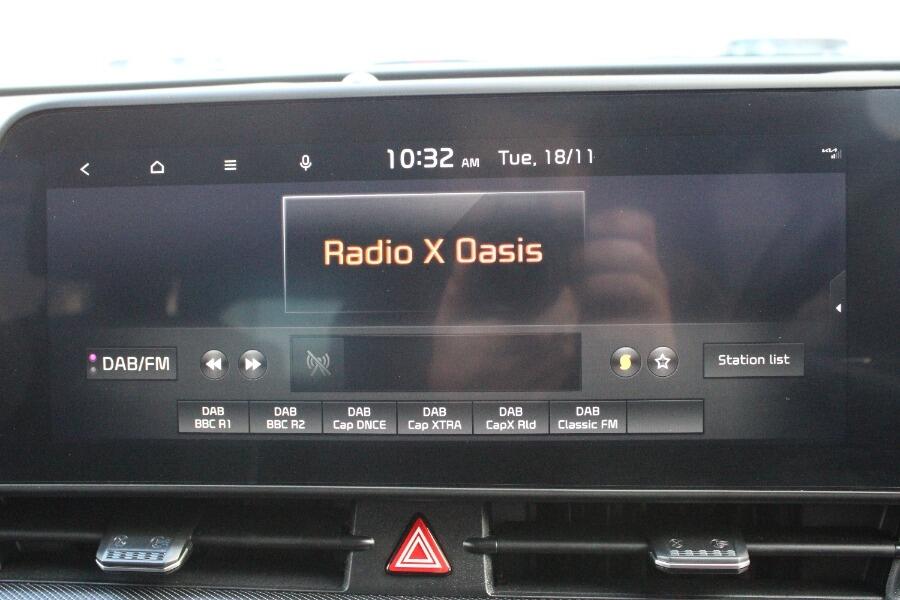 10:32 AM Tue, 18/11
Radio X Oasis
DAB/FM
Station list
DAB
BBC R1
DAB
BBC R2
DAB
Cap DNCE
DAB
Cap XTRA
DAB
CapX Rld
DAB
Classic FM